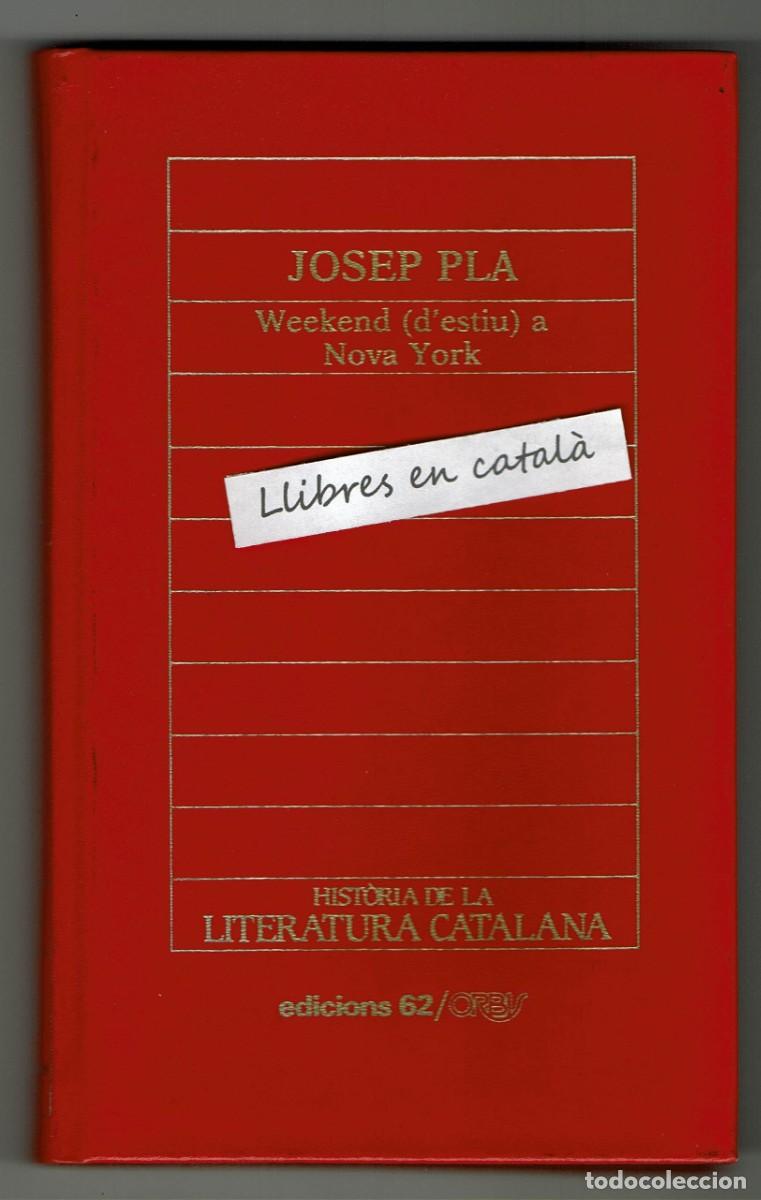 JOSEP PLA
Weekend (d'estiu) a
Nova York
Llibres en català
HISTÒRIA DE LA
LITERATURA CATALANA
edicions 62/ORBIS
todocoleccion